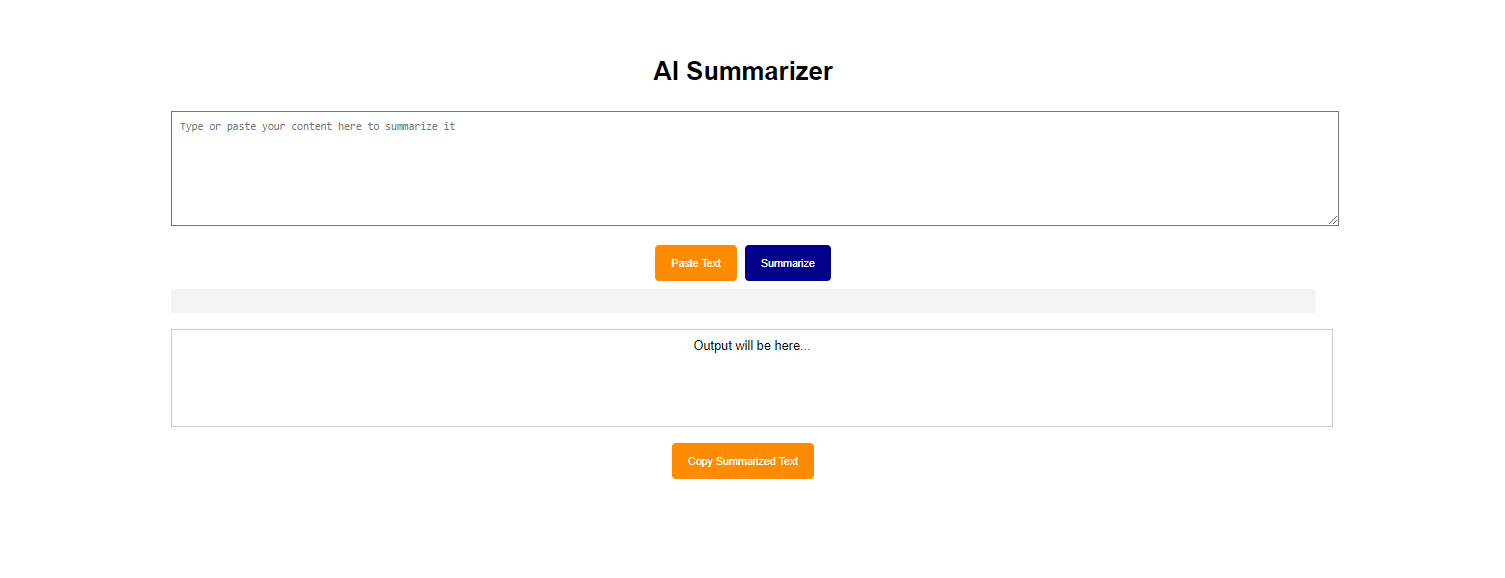 AI Summarizer
Type or paste your content here to summarize it
Paste Text Summarize
Output will be here...
Copy Summarized Text